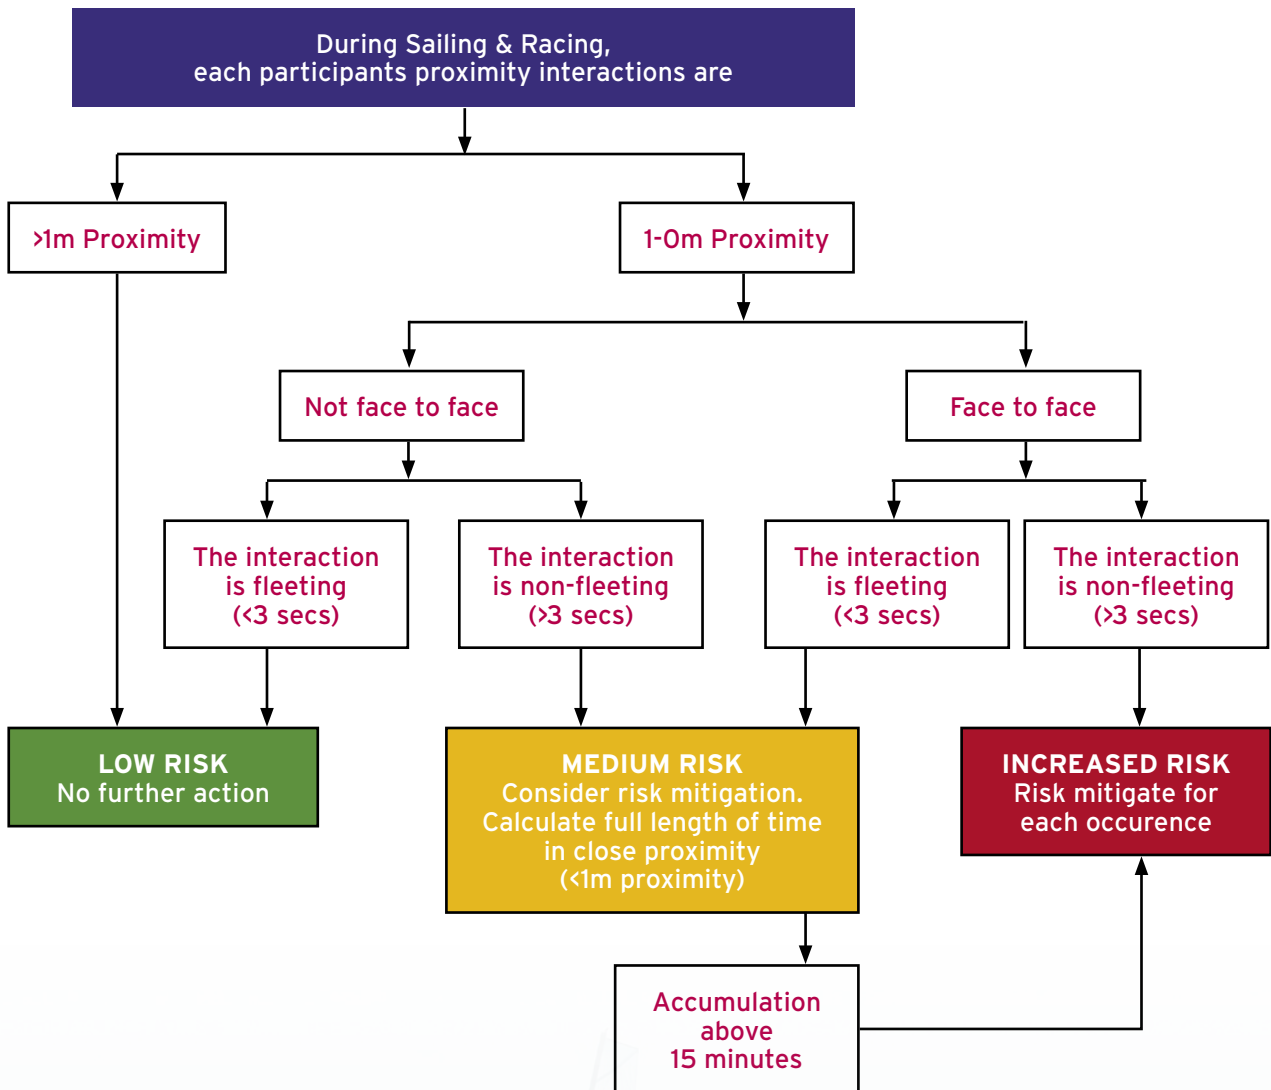 During Sailing & Racing,
each participants proximity interactions are
>1m Proximity
1-0m Proximity
Not face to face
Face to face
The interaction
is fleeting
(<3 secs)
The interaction
is non-fleeting
(>3 secs)
The interaction
is fleeting
(<3 secs)
The interaction
is non-fleeting
(>3 secs)
LOW RISK
No further action
MEDIUM RISK
Consider risk mitigation.
Calculate full length of time
in close proximity
(<1m proximity)
INCREASED RISK
Risk mitigate for
each occurence
Accumulation
above
15 minutes